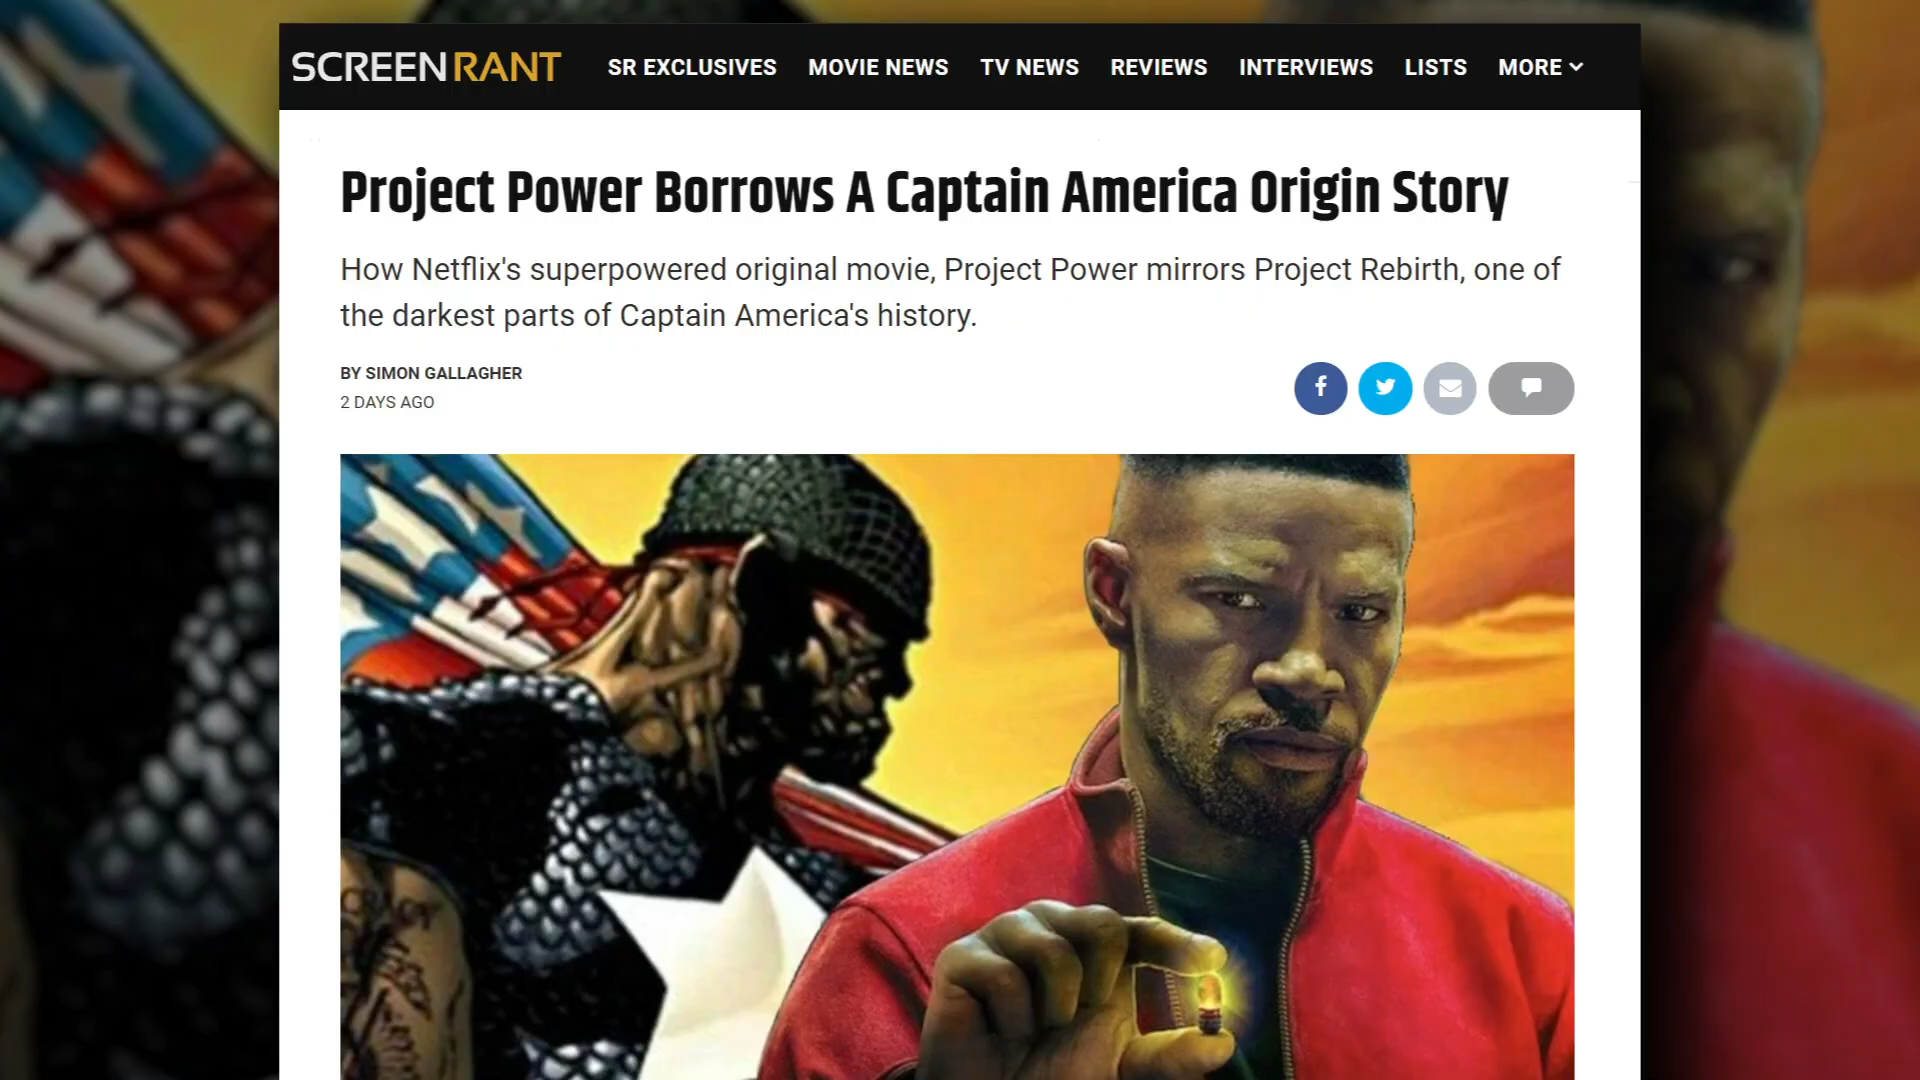 SCREENRANT SR EXCLUSIVES MOVIE NEWS TV NEWS REVIEWS INTERVIEWS LISTS MORE
Project Power Borrows A Captain America Origin Story
How Netflix's superpowered original movie, Project Power mirrors Project Rebirth, one of
the darkest parts of Captain America's history.
BY SIMON GALLAGHER
2 DAYS AGO